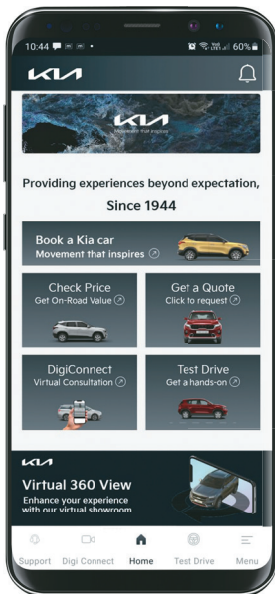 10:44
60%
KIA
KIA
Movement that inspires
Providing experiences beyond expectation,
Since 1944
Book a Kia car
Movement that inspires
Check Price
Get On-Road Value
Get a Quote
Click to request
DigiConnect
Virtual Consultation
Test Drive
Get a hands-on
KIA
Virtual 360 View
Enhance your experience
with our virtual showroom
Support
Digi Connect
Home
Test Drive
Menu